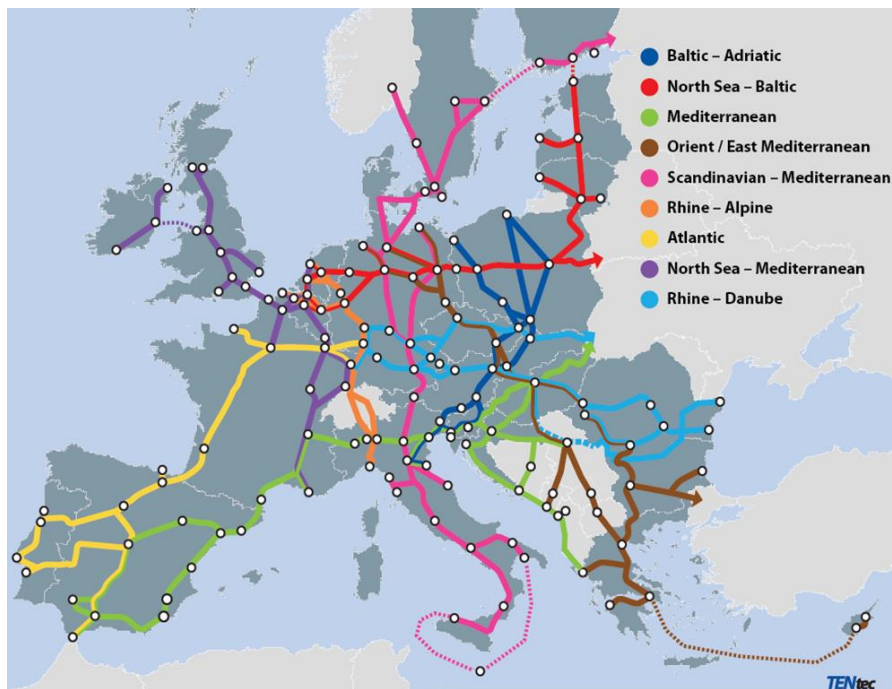 Baltic – Adriatic
North Sea – Baltic
Mediterranean
Orient / East Mediterranean
Scandinavian – Mediterranean
Rhine – Alpine
Atlantic
North Sea – Mediterranean
Rhine – Danube
TENtec